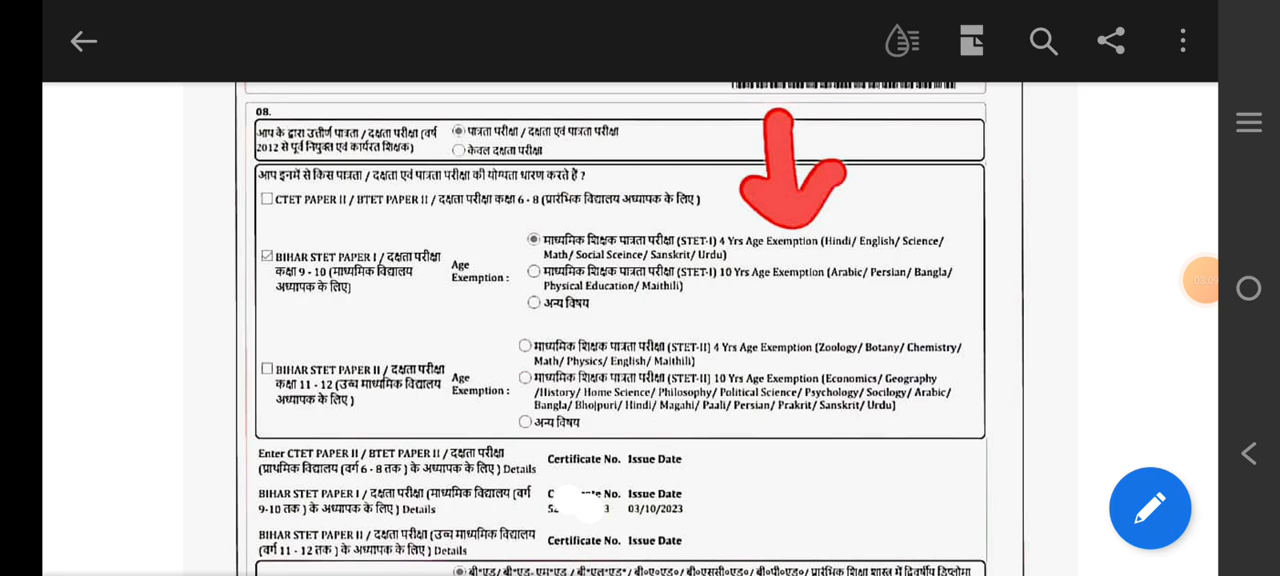 08.
आप के द्वारा उत्तीर्ण पात्रता / दक्षता परीक्षा (वर्ष
2012 से पूर्व नियुक्त एवं कार्यरत शिक्षक)
पात्रता परीक्षा / दक्षता एवं पात्रता परीक्षा
केवल दक्षता परीक्षा
आप इनमें से किस पात्रता / दक्षता एवं पात्रता परीक्षा की योग्यता धारण करते हैं ?
CTET PAPER II / BTET PAPER II / दक्षता परीक्षा कक्षा 6 - 8 (प्रारंभिक विद्यालय अध्यापक के लिए )
BIHAR STET PAPER I / दक्षता परीक्षा
कक्षा 9 - 10 (माध्यमिक विद्यालय
अध्यापक के लिए)
Age
Exemption :
माध्यमिक शिक्षक पात्रता परीक्षा (STET-I) 4 Yrs Age Exemption (Hindi/ English/ Science/
Math/ Social Sceince/ Sanskrit/ Urdu)
माध्यमिक शिक्षक पात्रता परीक्षा (STET-I) 10 Yrs Age Exemption (Arabic/ Persian/ Bangla/
Physical Education/ Maithili)
अन्य विषय
BIHAR STET PAPER II / दक्षता परीक्षा
कक्षा 11 - 12 (उच्च माध्यमिक विद्यालय
अध्यापक के लिए )
Age
Exemption :
माध्यमिक शिक्षक पात्रता परीक्षा (STET-II) 4 Yrs Age Exemption (Zoology/ Botany/ Chemistry/
Math/ Physics/ English/ Maithili)
माध्यमिक शिक्षक पात्रता परीक्षा (STET-II) 10 Yrs Age Exemption (Economics/ Geography
/History/ Home Science/ Philosophy/ Political Science/ Psychology/ Socilogy/ Arabic/
Bangla/ Bhojpuri/ Hindi/ Magahi/ Paali/ Persian/ Prakrit/ Sanskrit/ Urdu)
अन्य विषय
Enter CTET PAPER II / BTET PAPER II / दक्षता परीक्षा
(प्राथमिक विद्यालय (वर्ग 6 - 8 तक ) के अध्यापक के लिए ) Details
Certificate No. Issue Date
BIHAR STET PAPER I / दक्षता परीक्षा (माध्यमिक विद्यालय (वर्ग
9-10 तक ) के अध्यापक के लिए ) Details
No. Issue Date
03/10/2023
BIHAR STET PAPER II / दक्षता परीक्षा (उच्च माध्यमिक विद्यालय
(वर्ग 11 - 12 तक ) के अध्यापक के लिए ) Details
Certificate No. Issue Date
बी०एड/ बी०एड- एम०एड / बी०एल०एड०/ बी०ए०एड०/ बी०एससी०एड०/ बी०पी०एड०/ प्रारंभिक शिक्षा शास्त्र में द्विवर्षीय डिप्लोमा